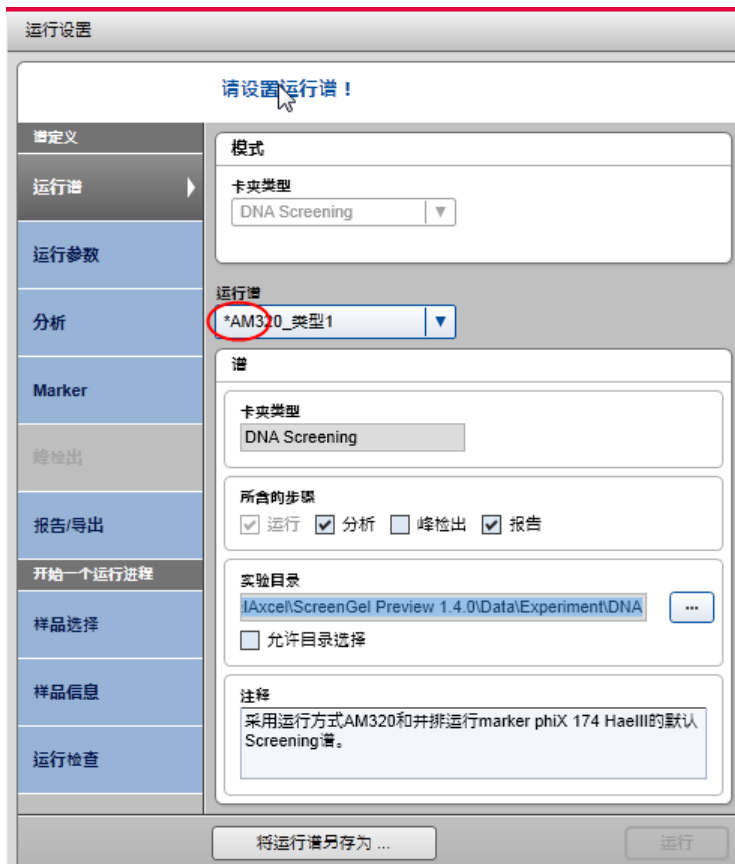 运行设置
请设置运行谱！
谱定义
运行谱
运行参数
分析
Marker
峰检出
报告/导出
开始一个运行进程
样品选择
样品信息
运行检查
模式
卡夹类型
DNA Screening
运行谱
*AM320_类型1
谱
卡夹类型
DNA Screening
所含的步骤
运行 分析 峰检出 报告
实验目录
:lAxcel\ScreenGel Preview 1.4.0\Data\Experiment\DNA
...
允许目录选择
注释
采用运行方式AM320和并排运行marker phiX 174 HaeIII的默认
Screening谱。
将运行谱另存为 ...
运行